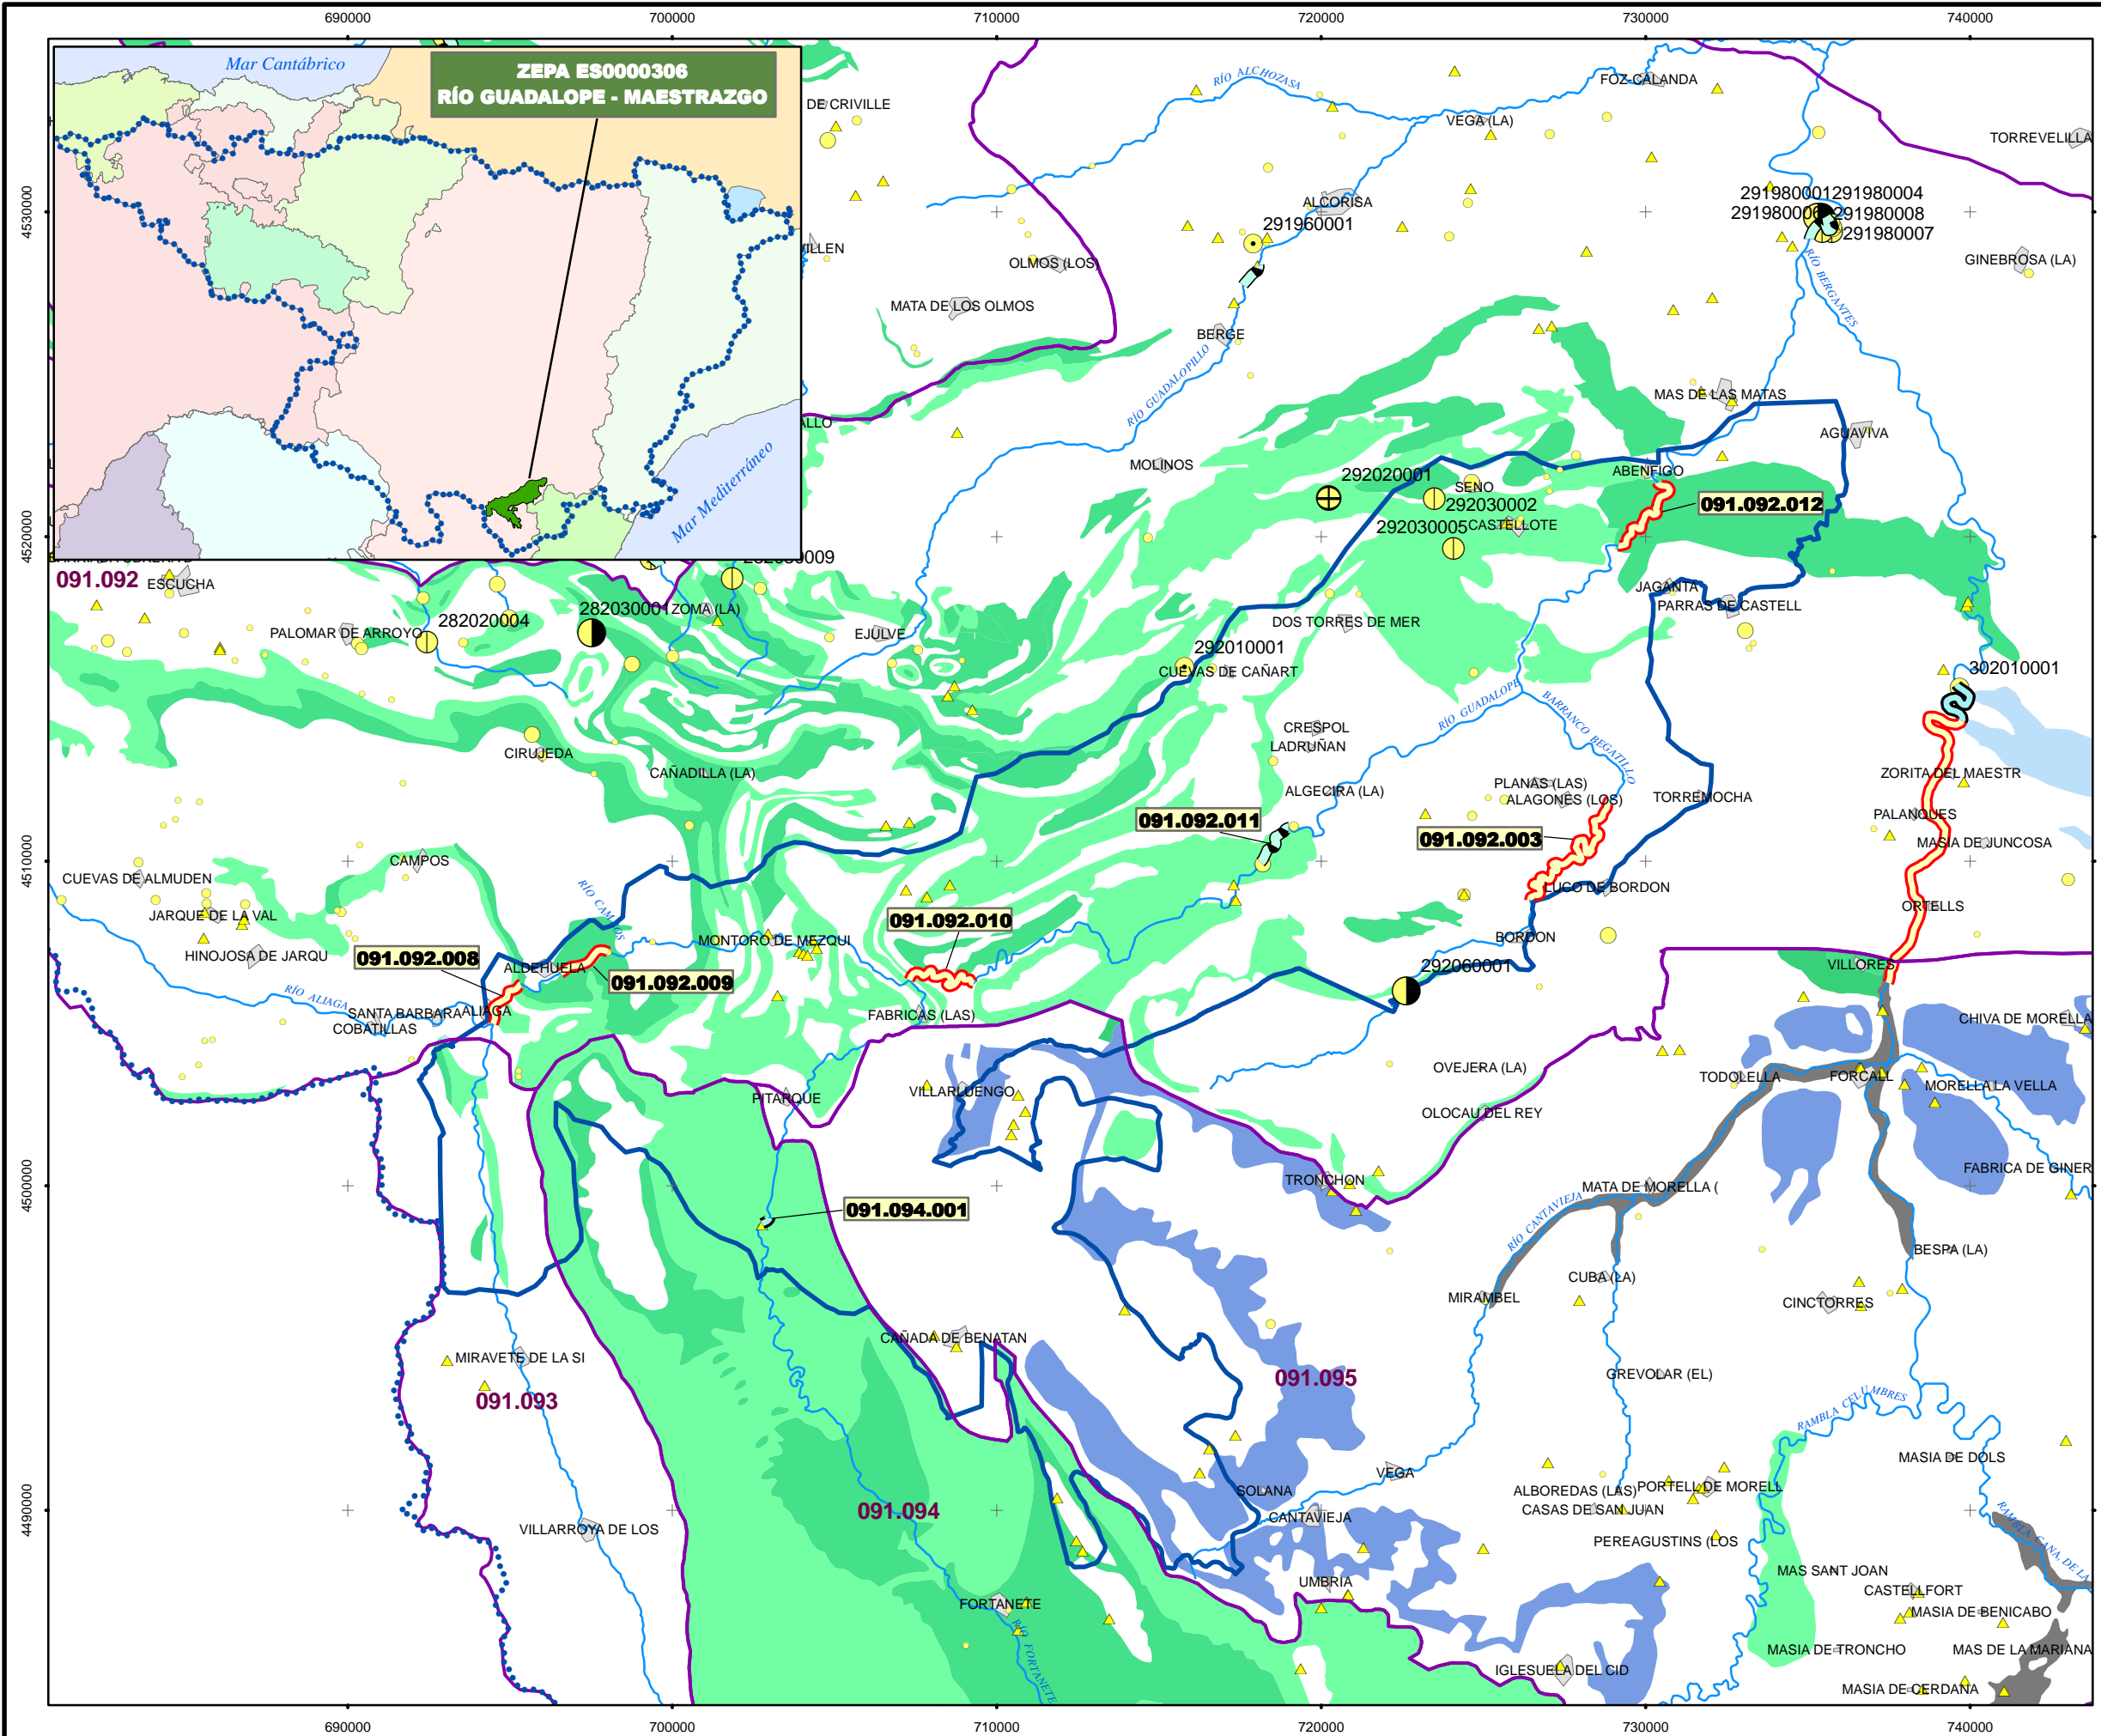 690000
700000
710000
720000
730000
740000
Mar Cantábrico
ZEPA ES0000306
RÍO GUADALOPE - MAESTRAZGO
Mar Mediterráneo
4530000
4520000
4510000
4500000
4490000
DE CRIVILLE
RÍO ALCHOZASA
FOZ-CALANDA
VEGA (LA)
TORREVELILLA
ALCORISA
291960001
291980001
291980004
291980006
291980008
291980007
VILLEN
OLMOS (LOS)
GINEBROSA (LA)
RÍO BERGANTES
MATA DE LOS OLMOS
BERGE
RÍO GUADALOPILLO
MAS DE LAS MATAS
ALLO
AGUAVIVA
MOLINOS
292020001
ABENFIGO
SENO
292030002
091.092.012
292030005
CASTELLOTE
091.092
ESCUCHA
282030001
ZOMA (LA)
JAGANTA
PARRAS DE CASTELL
282020004
PALOMAR DE ARROYO
EJULVE
DOS TORRES DE MER
292010001
CUEVAS DE CAÑART
302010001
RÍO GUADALOPE
BARRANCO BEGATILLO
CRESPOL
LADRUÑAN
CIRUJEDA
CAÑADILLA (LA)
ZORITA DEL MAESTR
PLANAS (LAS)
ALGECIRA (LA)
ALAGONES (LOS)
TORREMOCHA
PALANQUES
091.092.011
091.092.003
MASIA DE JUNCOSA
CAMPOS
CUEVAS DE ALMUDEN
LUCO DE BORDON
RÍO CAMPOS
ORTELLS
JARQUE DE LA VAL
091.092.010
HINOJOSA DE JARQU
MONTORO DE MEZQUI
BORDON
091.092.008
ALDEHUELA
091.092.009
292060001
VILLORES
RÍO ALIAGA
SANTA BARBARA
ALIAGA
COBATILLAS
FABRICAS (LAS)
CHIVA DE MORELLA
OVEJERA (LA)
TODOLELLA
FORCALL
MORELLA LA VELLA
PITARQUE
VILLARLUENGO
OLOCAU DEL REY
TRONCHON
FABRICA DE GINER
MATA DE MORELLA (
091.094.001
RÍO CANTAVIEJA
BESPA (LA)
CUBA (LA)
MIRAMBEL
CINCTORRES
CAÑADA DE BENATAN
MIRAVETE DE LA SI
091.093
091.095
GREVOLAR (EL)
RAMBLA CELUMBRES
MASIA DE DOLS
VEGA
SOLANA
ALBOREDAS (LAS)
PORTELL DE MORELL
CASAS DE SAN JUAN
091.094
CANTAVIEJA
VILLARROYA DE LOS
PEREAGUSTINS (LOS
MAS SANT JOAN
UMBRIA
CASTELLFORT
FORTANETE
MASIA DE BENICABO
RÍO FORTANETE
MASIA DE TRONCHO
MAS DE LA MARIANA
IGLESUELA DEL CID
MASIA DE CERDANA
690000
700000
710000
720000
730000
740000